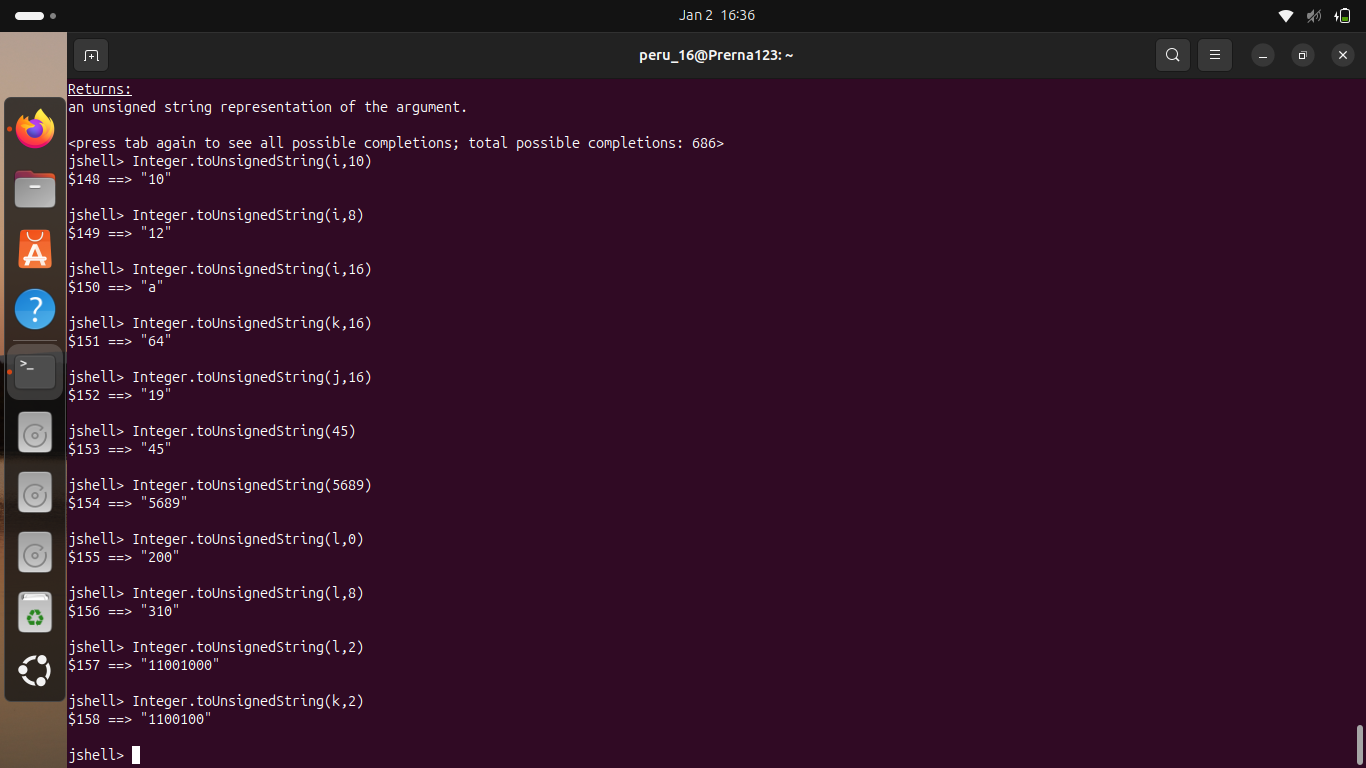 Jan 2 16:36
peru_16@Prerna123: ~
Returns:
an unsigned string representation of the argument.
<press tab again to see all possible completions; total possible completions: 686>
jshell> Integer.toUnsignedString(i,10)
$148 ==> "10"
jshell> Integer.toUnsignedString(i,8)
$149 ==> "12"
jshell> Integer.toUnsignedString(i,16)
$150 ==> "a"
jshell> Integer.toUnsignedString(k,16)
$151 ==> "64"
jshell> Integer.toUnsignedString(j,16)
$152 ==> "19"
jshell> Integer.toUnsignedString(45)
$153 ==> "45"
jshell> Integer.toUnsignedString(5689)
$154 ==> "5689"
jshell> Integer.toUnsignedString(l,0)
$155 ==> "200"
jshell> Integer.toUnsignedString(l,8)
$156 ==> "310"
jshell> Integer.toUnsignedString(l,2)
$157 ==> "11001000"
jshell> Integer.toUnsignedString(k,2)
$158 ==> "1100100"
jshell>